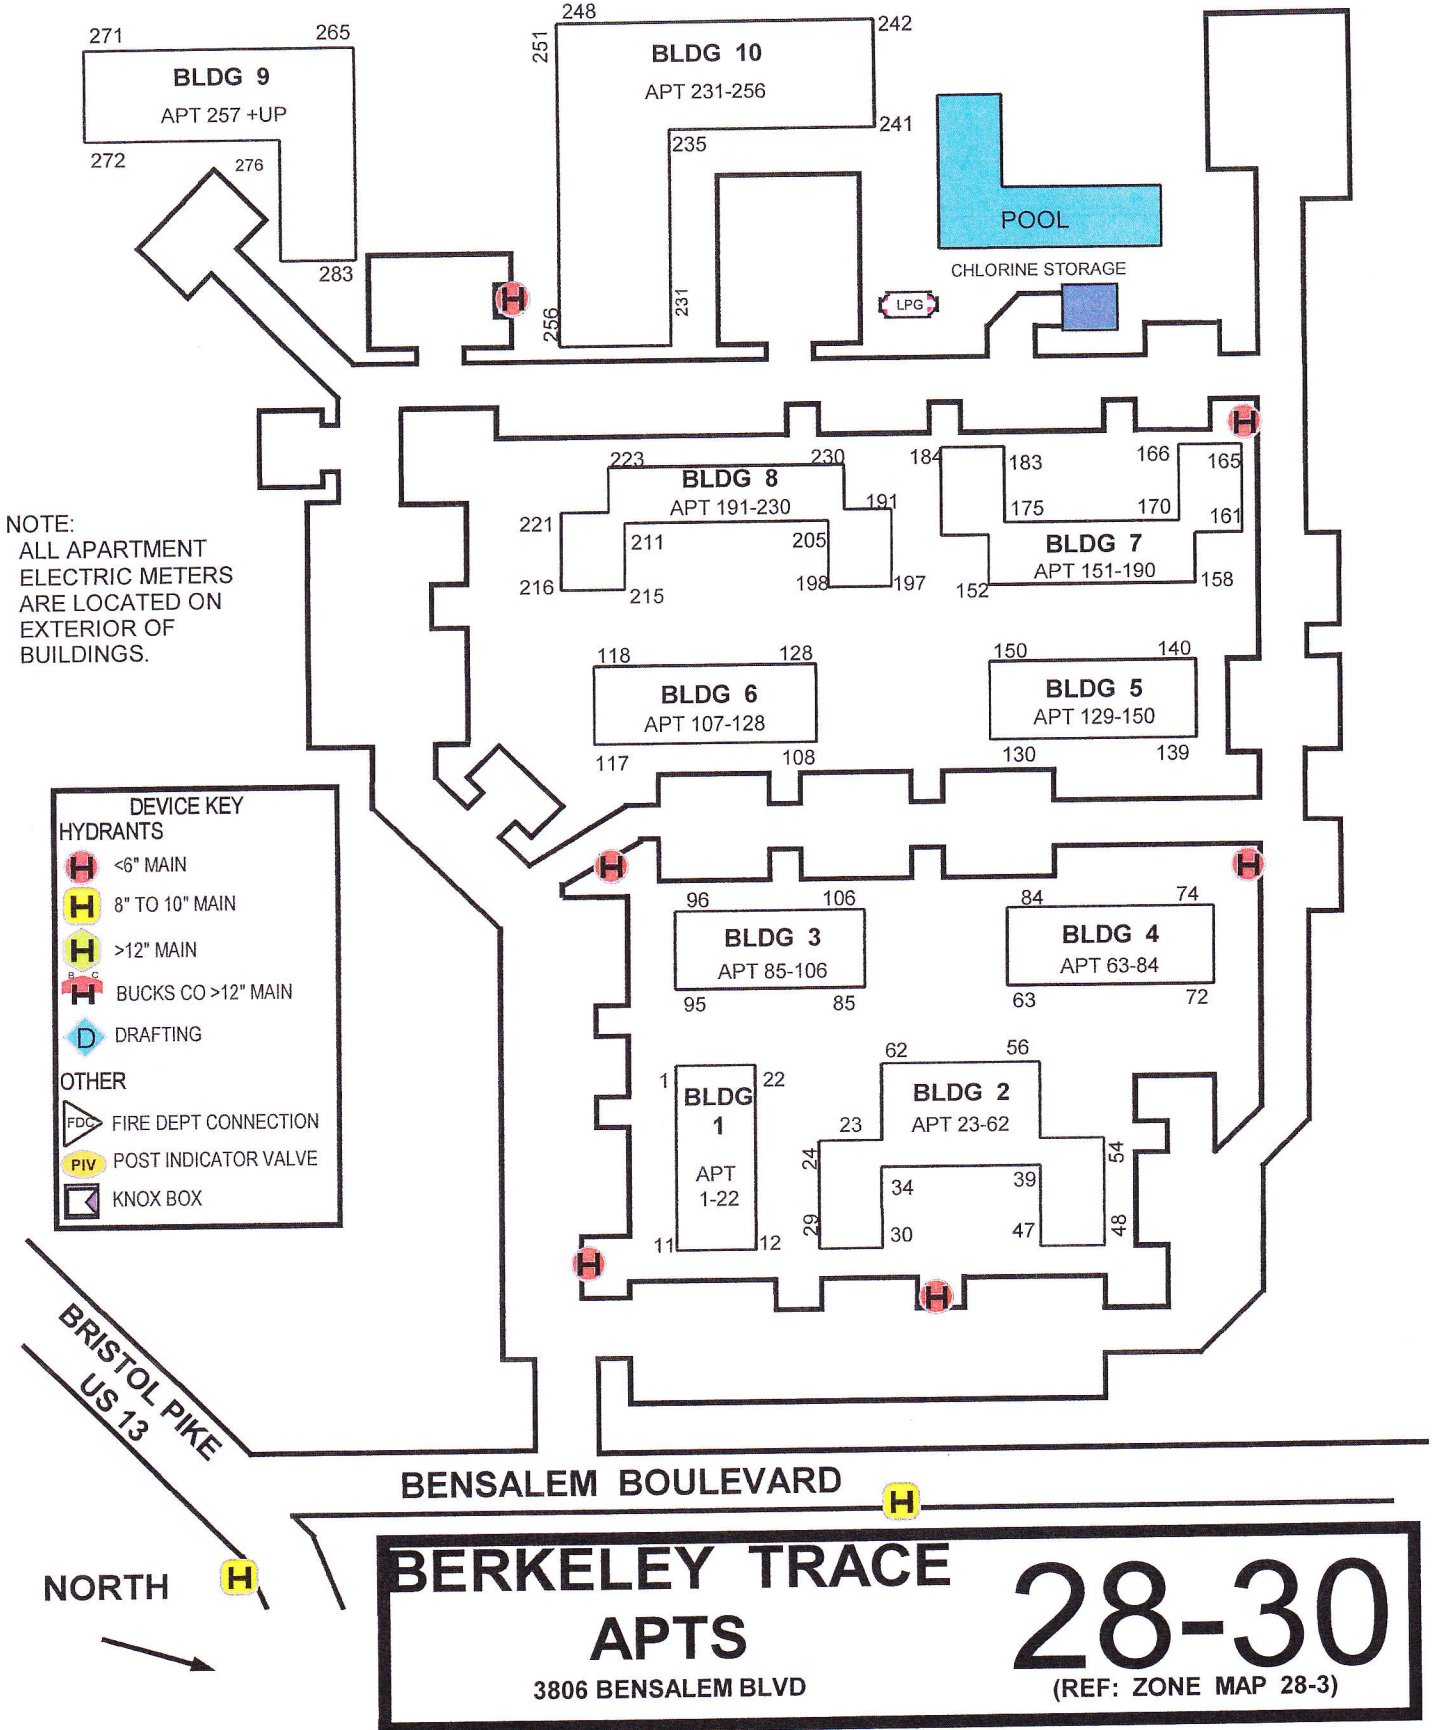 271
265
BLDG 9
APT 257 +UP
272
276
283
248
251
242
BLDG 10
APT 231-256
241
235
231
256
POOL
CHLORINE STORAGE
LPG
H
H
NOTE:
ALL APARTMENT
ELECTRIC METERS
ARE LOCATED ON
EXTERIOR OF
BUILDINGS.
223
230
BLDG 8
APT 191-230
191
221
211
205
216
215
198
197
184
183
166
165
175
170
161
BLDG 7
APT 151-190
152
158
118
128
BLDG 6
APT 107-128
117
108
150
140
BLDG 5
APT 129-150
130
139
H
H
DEVICE KEY
HYDRANTS
H <6" MAIN
H 8" TO 10" MAIN
H >12" MAIN
B C
H BUCKS CO >12" MAIN
D DRAFTING
OTHER
FDC FIRE DEPT CONNECTION
PIV POST INDICATOR VALVE
KNOX BOX
96
106
BLDG 3
APT 85-106
95
85
84
74
BLDG 4
APT 63-84
63
72
1
22
BLDG
1
APT
1-22
11
12
62
56
BLDG 2
APT 23-62
23
24
54
34
39
29
30
47
48
H
H
BRISTOL PIKE
US 13
BENSALEM BOULEVARD
H
H
NORTH
BERKELEY TRACE
APTS
3806 BENSALEM BLVD
28-30
(REF: ZONE MAP 28-3)